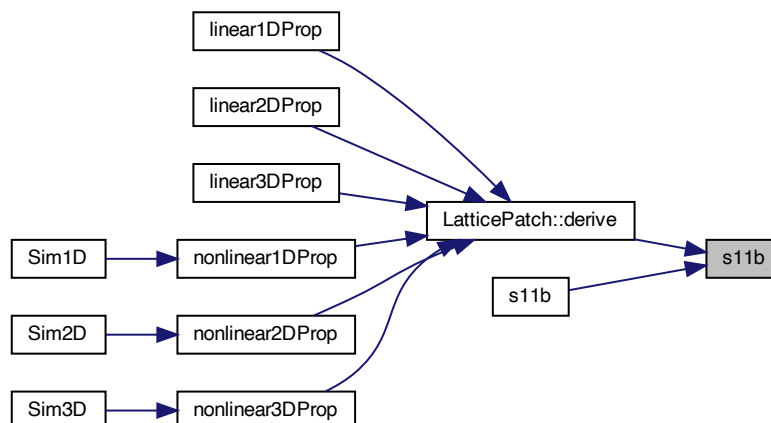 linear1DProp
linear2DProp
linear3DProp
LatticePatch::derive
Sim1D
nonlinear1DProp
s11b
s11b
Sim2D
nonlinear2DProp
Sim3D
nonlinear3DProp